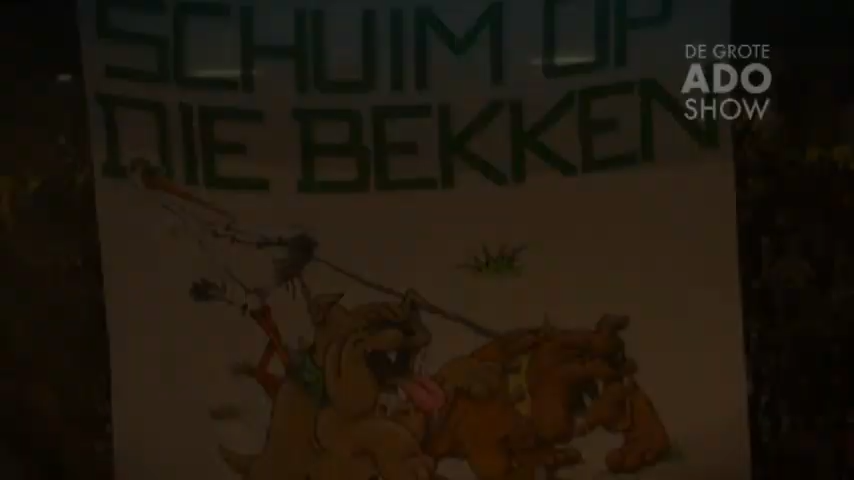 SCHUIM OP
DIE BEKKEN
DE GROTE
ADO
SHOW